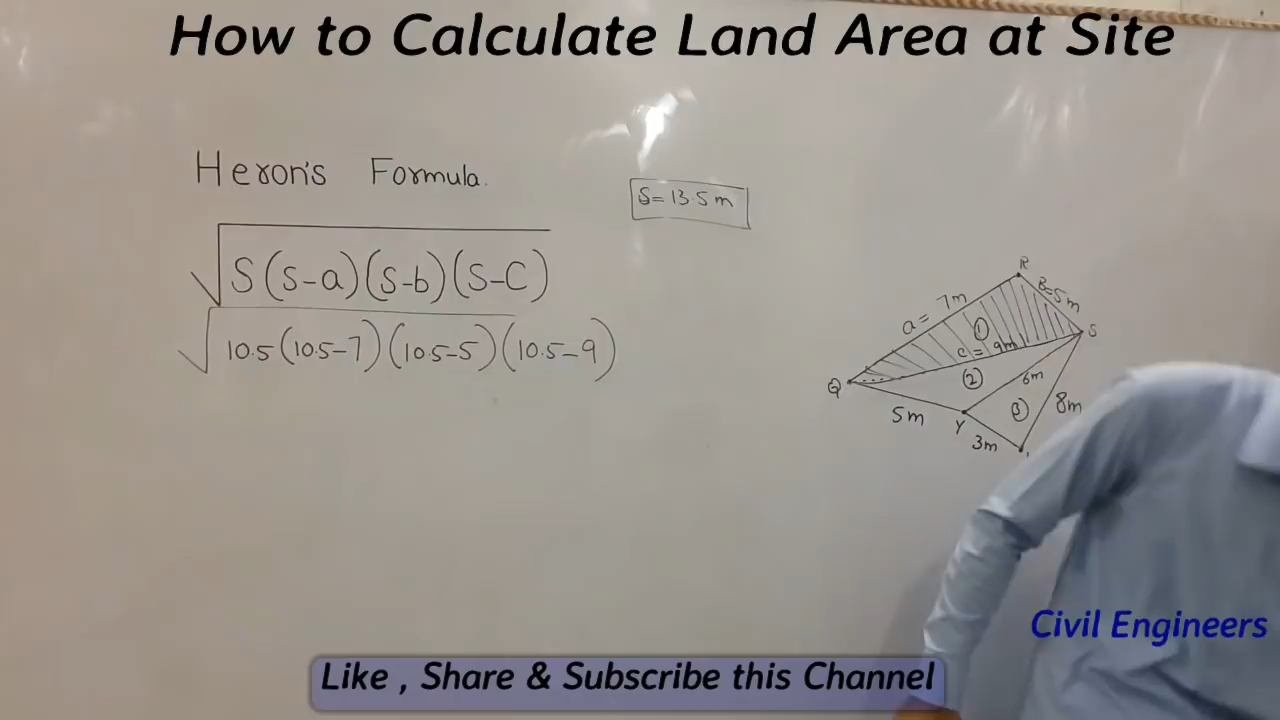 How to Calculate Land Area at Site
Heron's Formula.
S = 13.5 m
√S(S-a)(S-b)(S-C)
√10.5(10.5-7)(10.5-5)(10.5-9)
R
a = 7m
B=5m
①
c = 9m
S
Q
②
6m
③
8m
5m
Y
3m
Civil Engineers
Like , Share & Subscribe this Channel